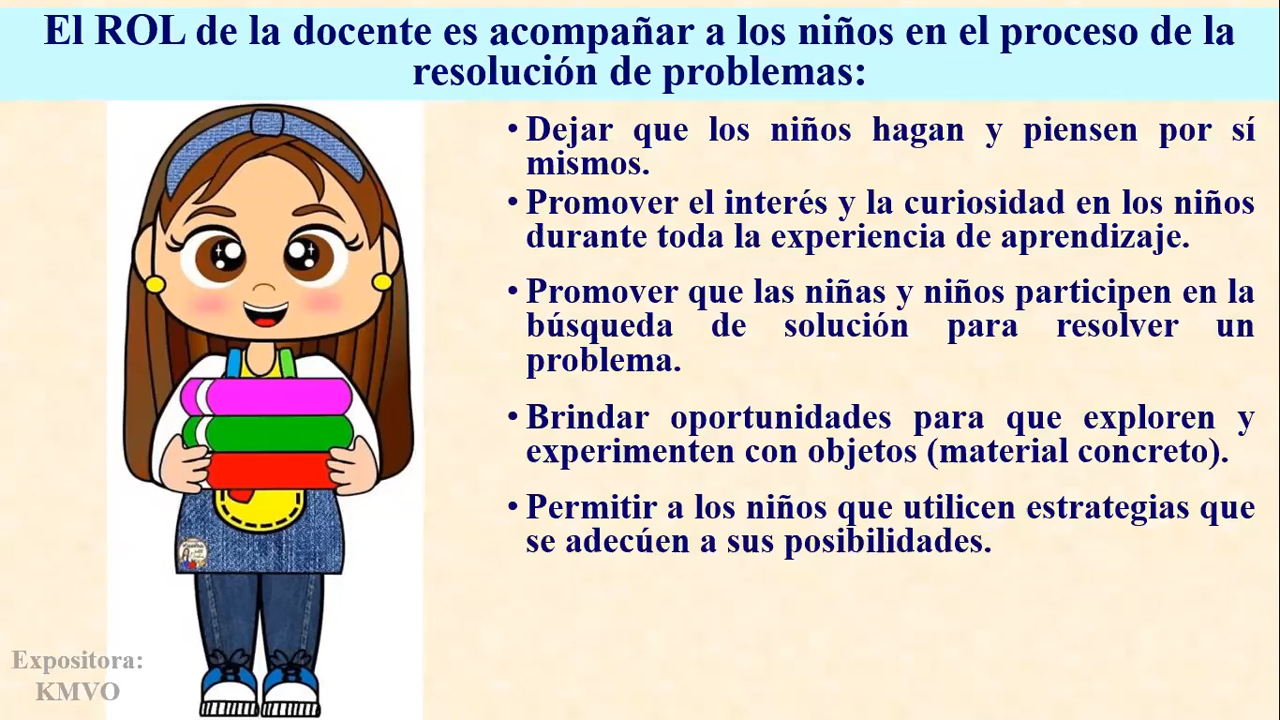 El ROL de la docente es acompañar a los niños en el proceso de la
resolución de problemas:
• Dejar que los niños hagan y piensen por sí
mismos.
• Promover el interés y la curiosidad en los niños
durante toda la experiencia de aprendizaje.
• Promover que las niñas y niños participen en la
búsqueda de solución para resolver un
problema.
• Brindar oportunidades para que exploren y
experimenten con objetos (material concreto).
• Permitir a los niños que utilicen estrategias que
se adecúen a sus posibilidades.
Expositora:
KMVO